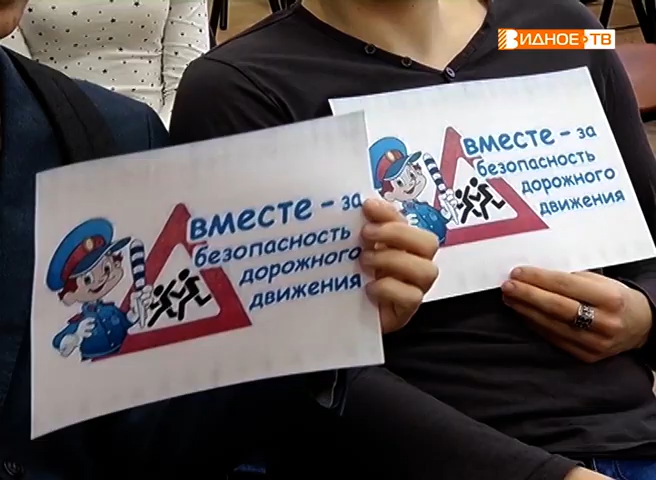 ВИДНОЕ ТВ
вместе - за
безопасность
дорожного
движения
вместе - за
безопасность
дорожного
движения